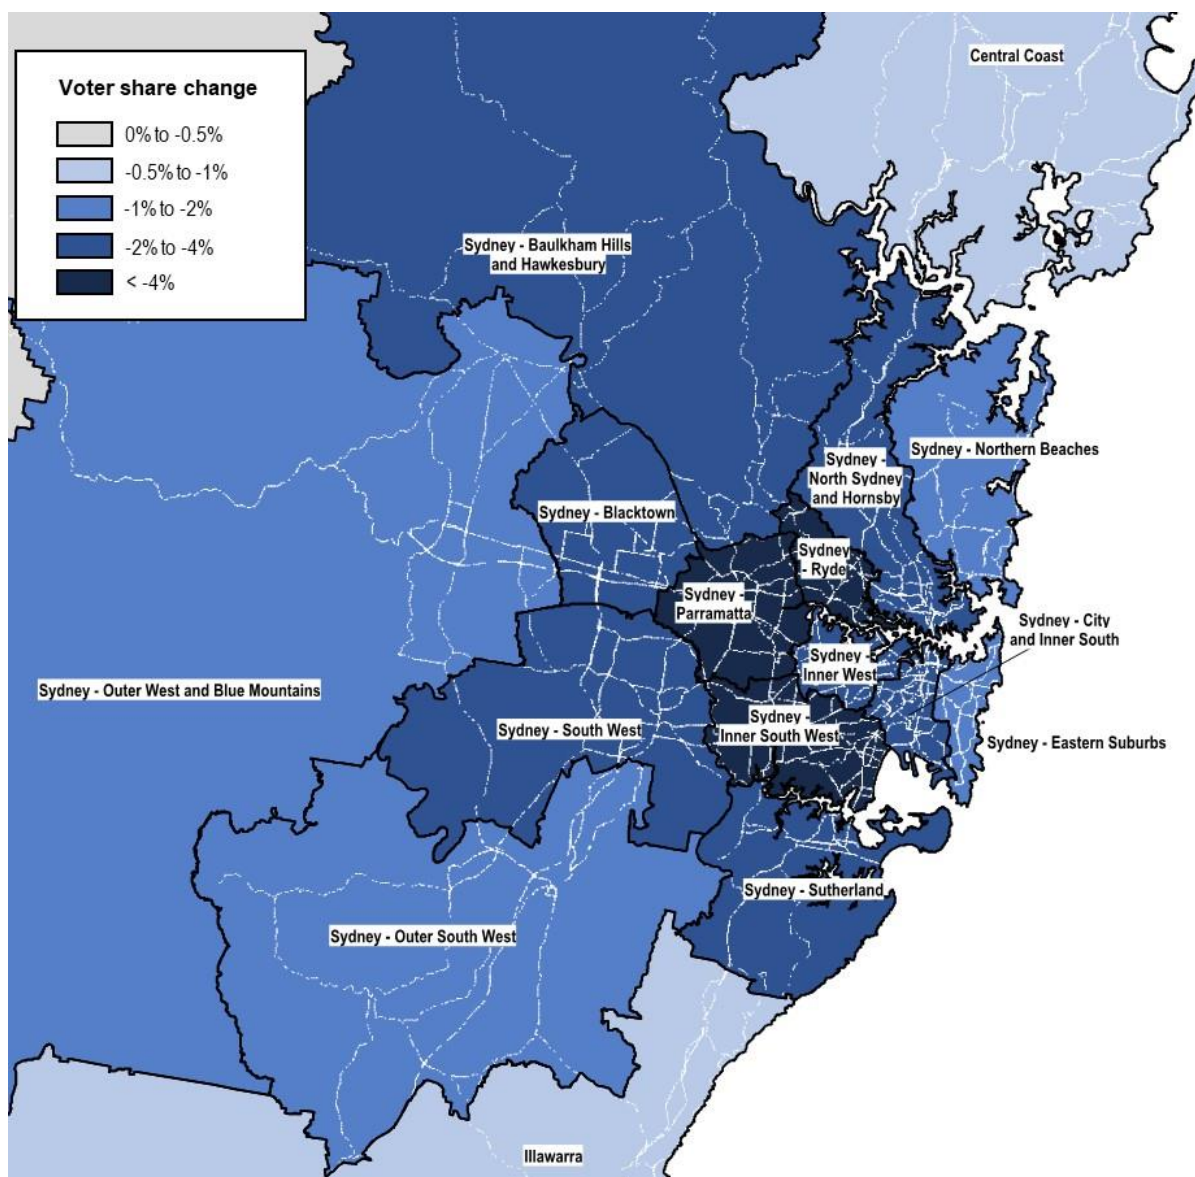 Voter share change
0% to -0.5%
-0.5% to -1%
-1% to -2%
-2% to -4%
< -4%
Central Coast
Sydney - Baulkham Hills
and Hawkesbury
Sydney - Northern Beaches
Sydney -
North Sydney
and Hornsby
Sydney - Blacktown
Sydney
- Ryde
Sydney -
Parramatta
Sydney - City
and Inner South
Sydney -
Inner West
Sydney - Outer West and Blue Mountains
Sydney - South West
Sydney -
Inner South West
Sydney - Eastern Suburbs
Sydney - Sutherland
Sydney - Outer South West
Illawarra